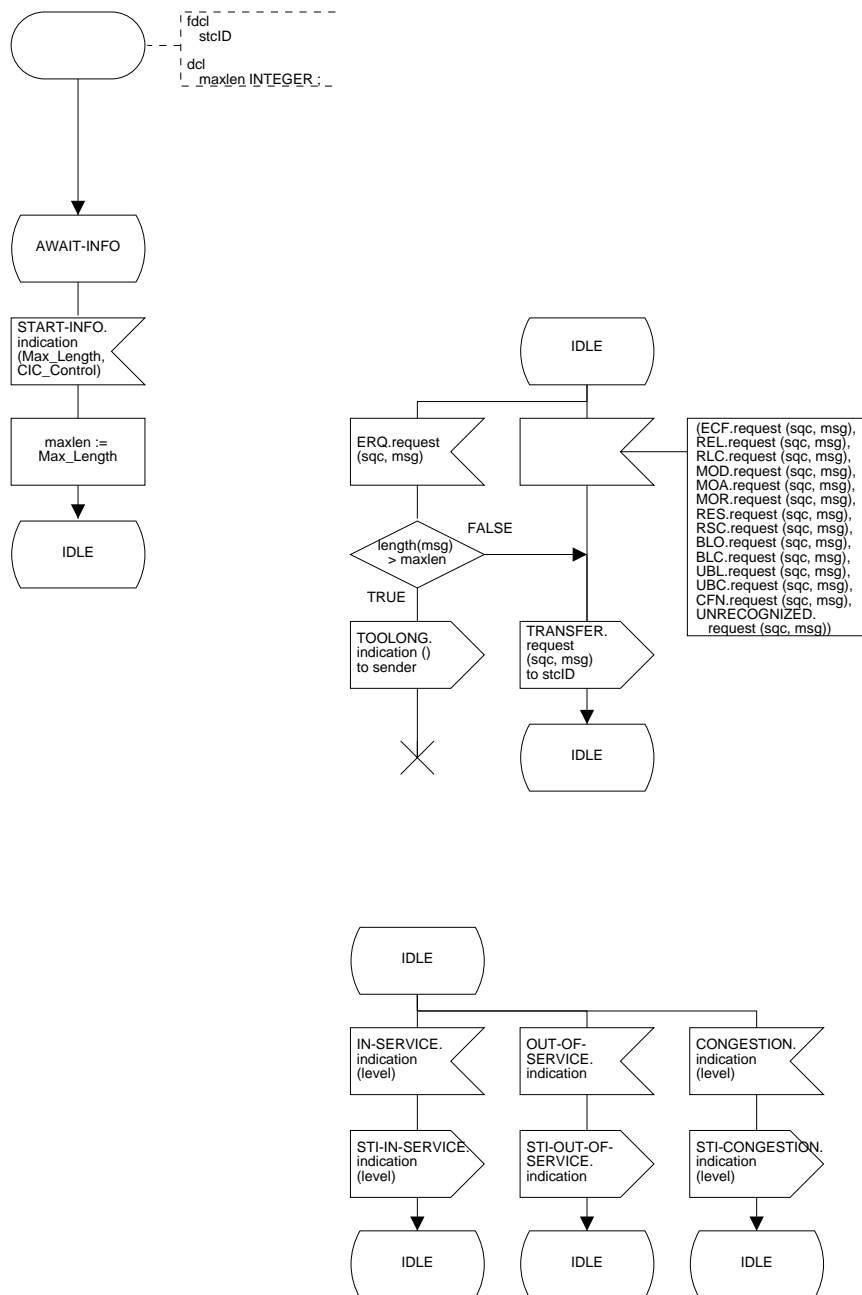 fdcl
stcID
dcl
maxlen INTEGER ;
AWAIT-INFO
START-INFO.
indication
(Max_Length,
CIC_Control)
maxlen :=
Max_Length
IDLE
IDLE
ERQ.request
(sqc, msg)
(ECF.request (sqc, msg),
REL.request (sqc, msg),
RLC.request (sqc, msg),
MOD.request (sqc, msg),
MOA.request (sqc, msg),
MOR.request (sqc, msg),
RES.request (sqc, msg),
RSC.request (sqc, msg),
BLO.request (sqc, msg),
BLC.request (sqc, msg),
UBL.request (sqc, msg),
UBC.request (sqc, msg),
CFN.request (sqc, msg),
UNRECOGNIZED.
request (sqc, msg))
length(msg)
> maxlen
FALSE
TRUE
TOOLONG.
indication ()
to sender
TRANSFER.
request
(sqc, msg)
to stcID
IDLE
IDLE
IN-SERVICE.
indication
(level)
OUT-OF-
SERVICE.
indication
CONGESTION.
indication
(level)
STI-IN-SERVICE.
indication
(level)
STI-OUT-OF-
SERVICE.
indication
STI-CONGESTION.
indication
(level)
IDLE
IDLE
IDLE